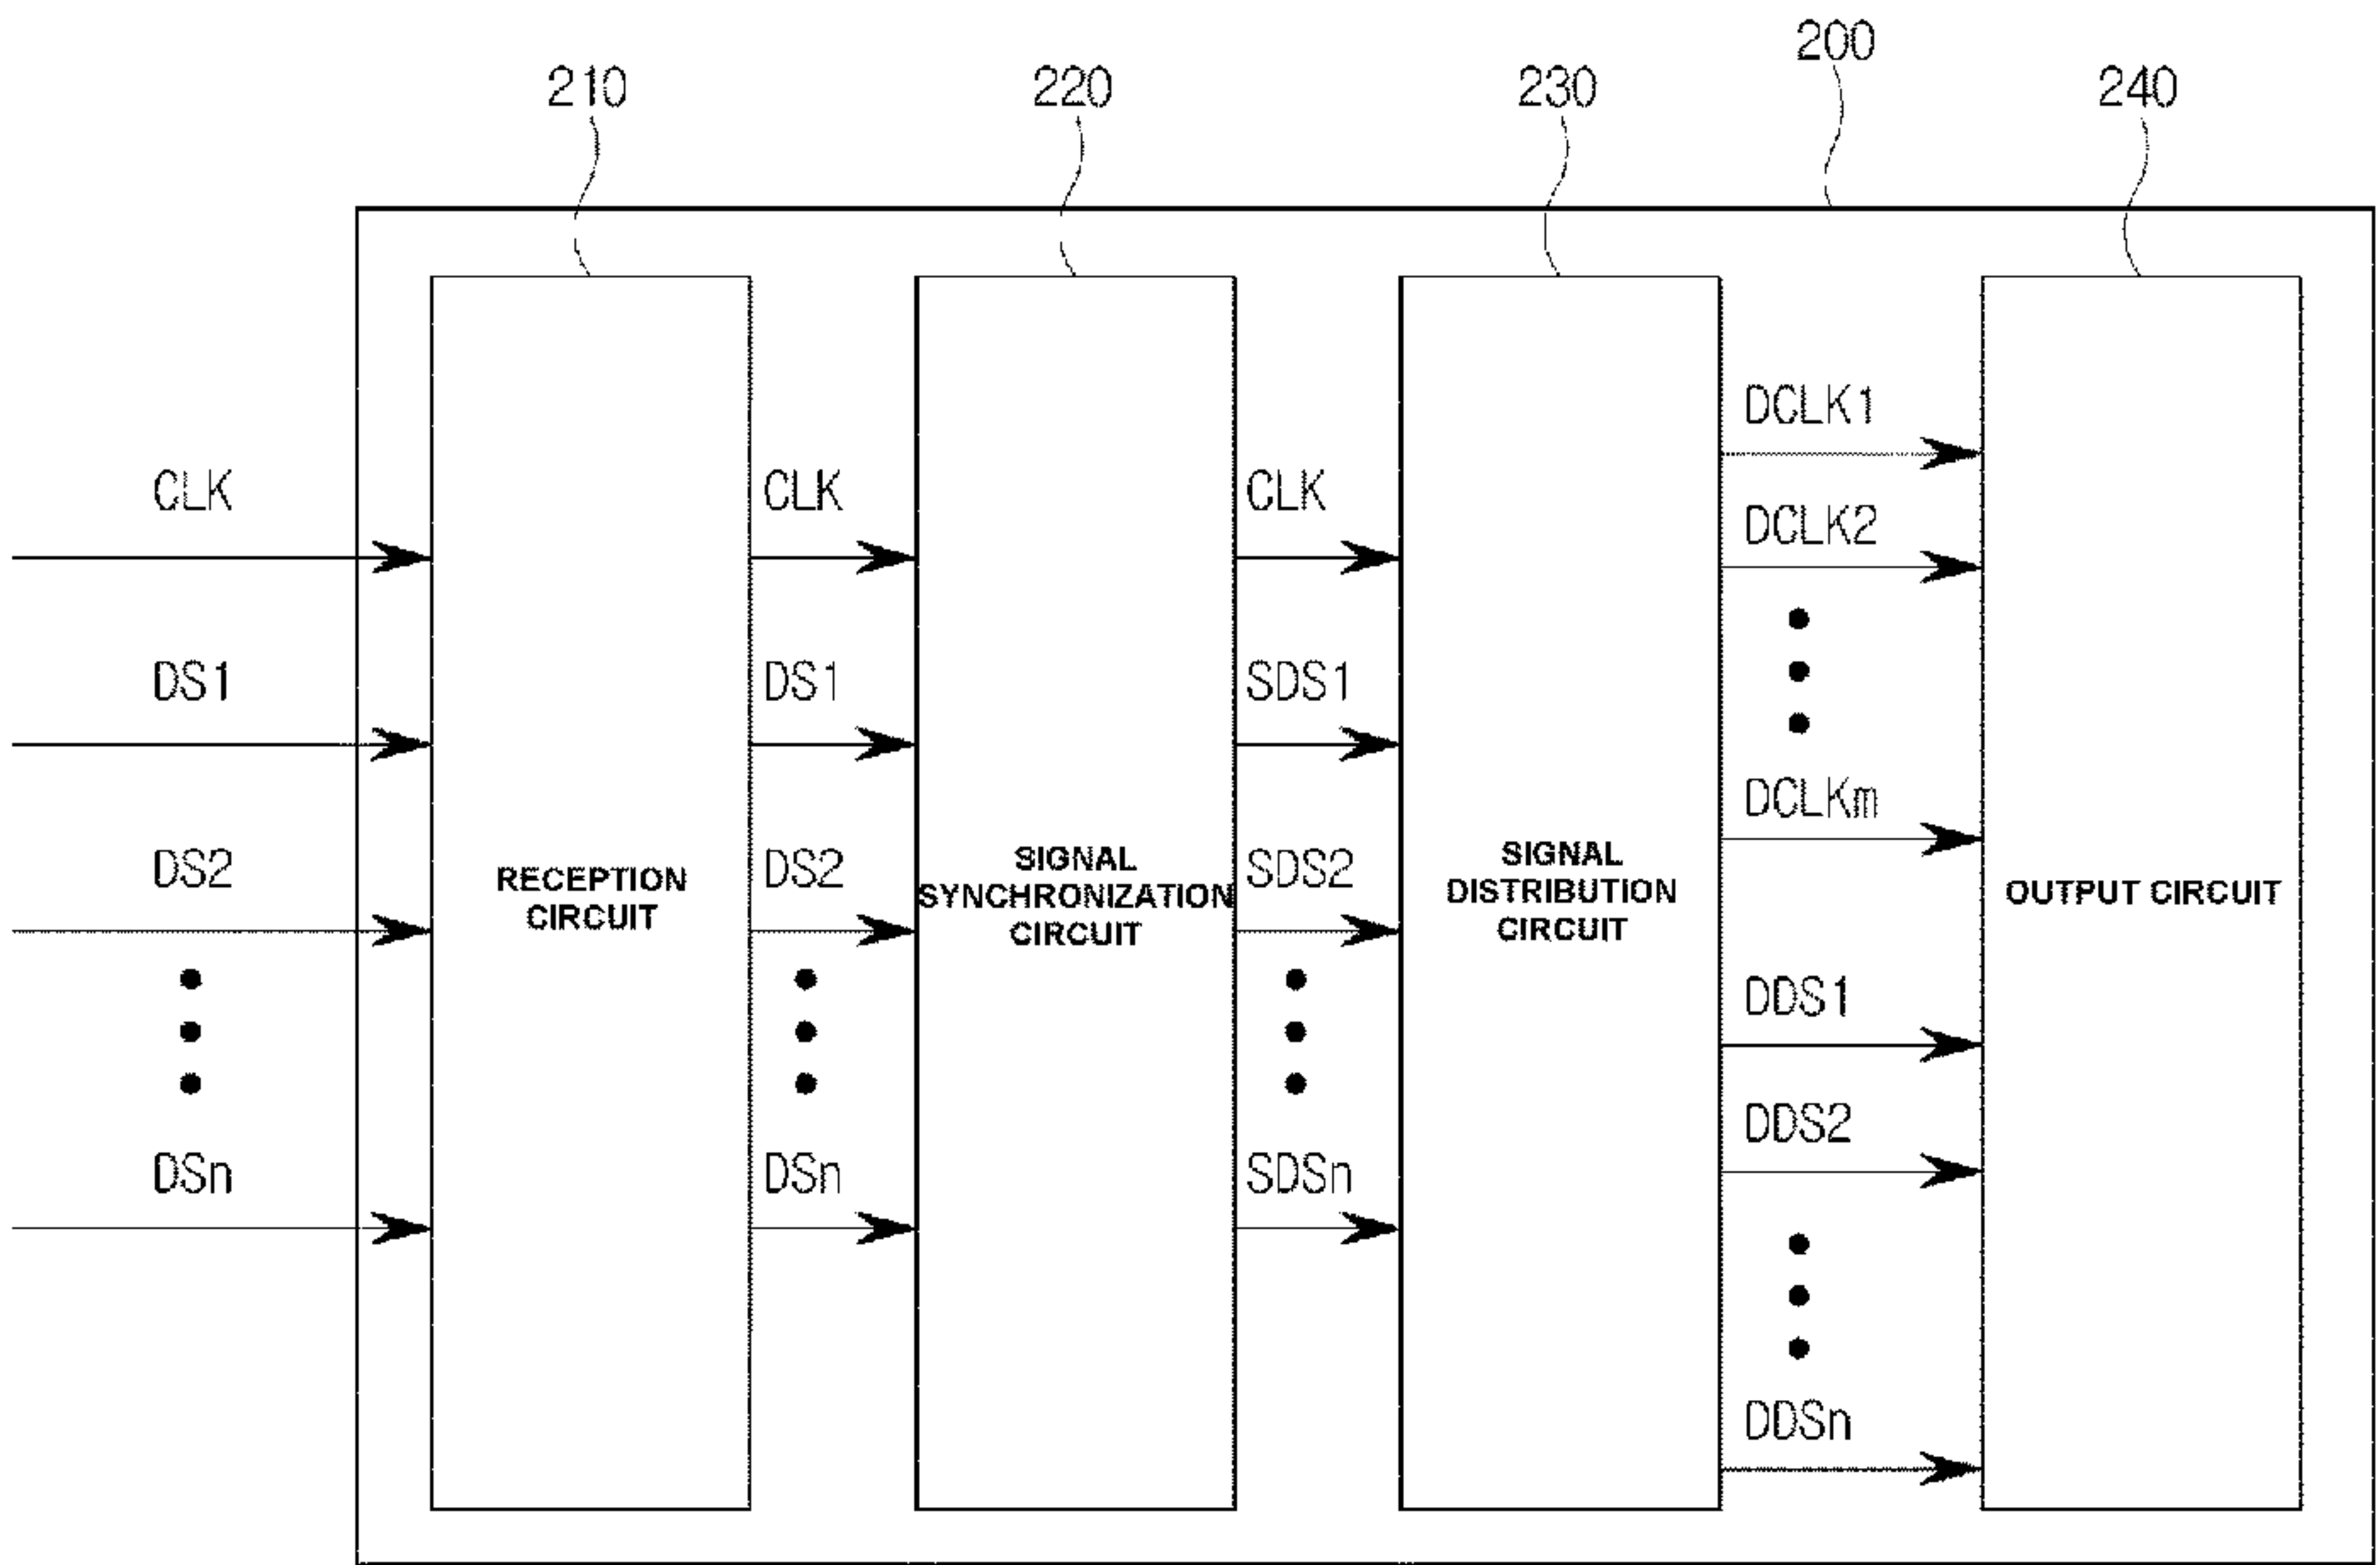 200
210
220
230
240
CLK
DS1
DS2
DSn
RECEPTION
CIRCUIT
CLK
DS1
DS2
DSn
SIGNAL
SYNCHRONIZATION
CIRCUIT
CLK
SDS1
SDS2
SDSn
SIGNAL
DISTRIBUTION
CIRCUIT
DCLK1
DCLK2
DCLKm
DDS1
DDS2
DDSn
OUTPUT CIRCUIT